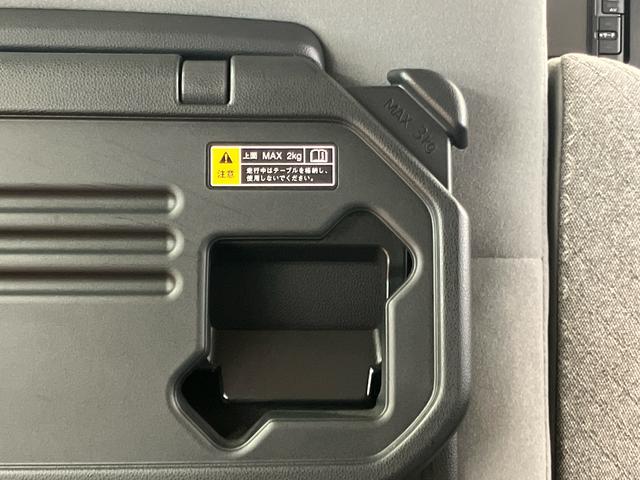 MAX 3kg
上面 MAX 2kg
注意
走行中はテーブルを格納し、
使用しないでください。